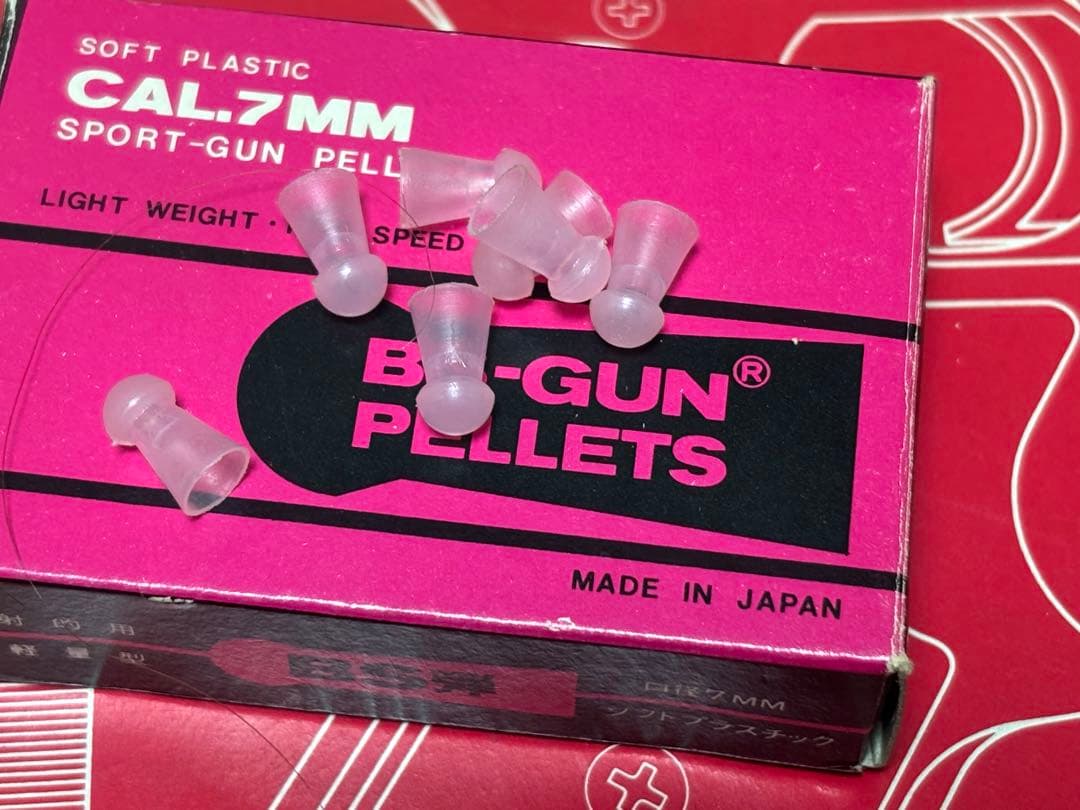 SOFT PLASTIC
CAL.7MM
SPORT-GUN PELL
LIGHT WEIGHT · SPEED
-GUN®
PELLETS
MADE IN JAPAN
射的用
軽量型
口径7MM
ソフトプラスチック